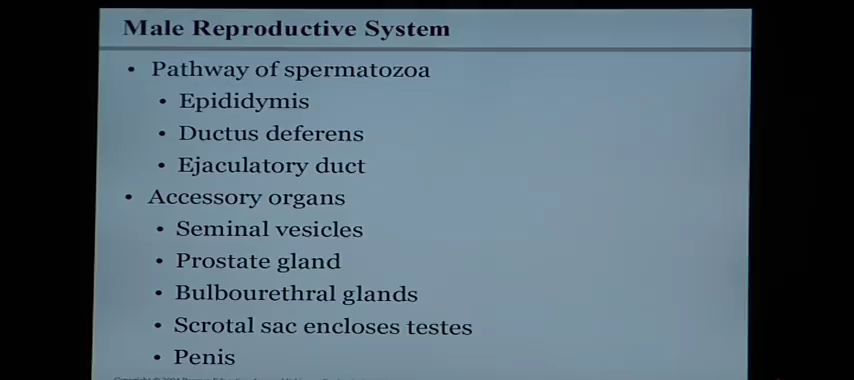 Male Reproductive System
• Pathway of spermatozoa
• Epididymis
• Ductus deferens
• Ejaculatory duct
• Accessory organs
• Seminal vesicles
• Prostate gland
• Bulbourethral glands
• Scrotal sac encloses testes
• Penis